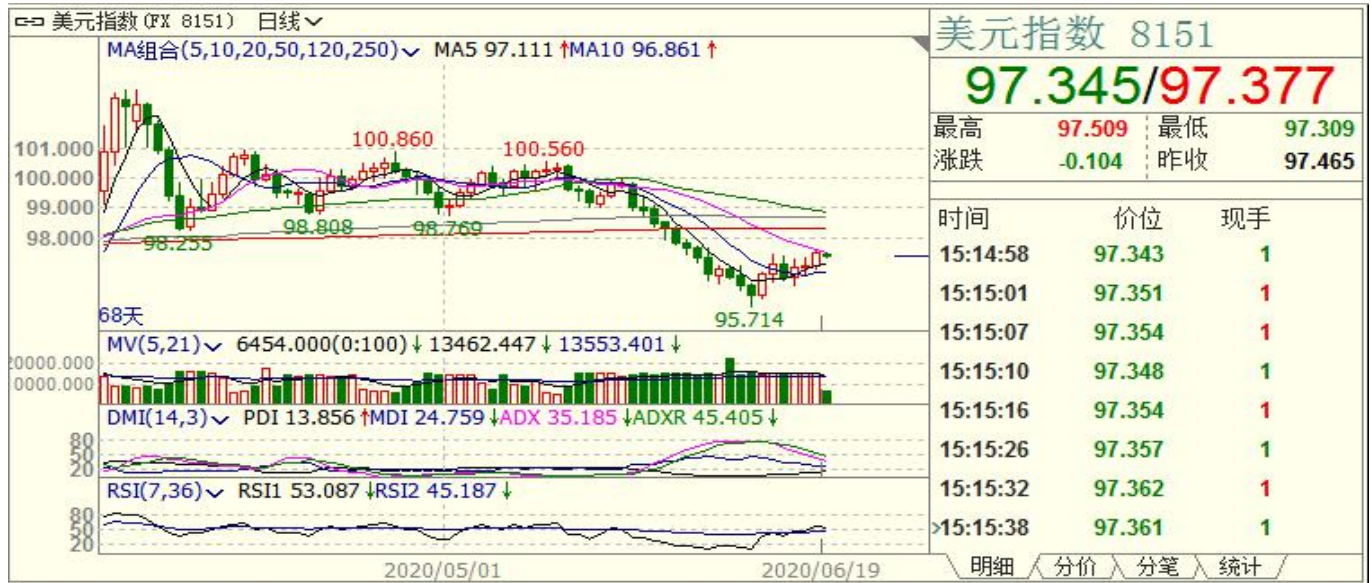 美元指数(FX 8151) 日线
MA组合(5,10,20,50,120,250) MA5 97.111↑MA10 96.861↑
101.000
100.000
99.000
98.000
100.860
100.560
98.255
98.808
98.769
95.714
68天
MV(5,21) 6454.000(0:100)↓13462.447↓13553.401↓
20000.000
0000.000
DMI(14,3) PDI 13.856↑MDI 24.759↓ADX 35.185↓ADXR 45.405↓
80
50
20
RSI(7,36) RSI1 53.087↓RSI2 45.187↓
80
50
20
2020/05/01 2020/06/19
美元指数 8151
97.345/97.377
最高 97.509 最低 97.309
涨跌 -0.104 昨收 97.465
时间 价位 现手
15:14:58 97.343 1
15:15:01 97.351 1
15:15:07 97.354 1
15:15:10 97.348 1
15:15:16 97.354 1
15:15:26 97.357 1
15:15:32 97.362 1
>15:15:38 97.361 1
明细 分价 分笔 统计